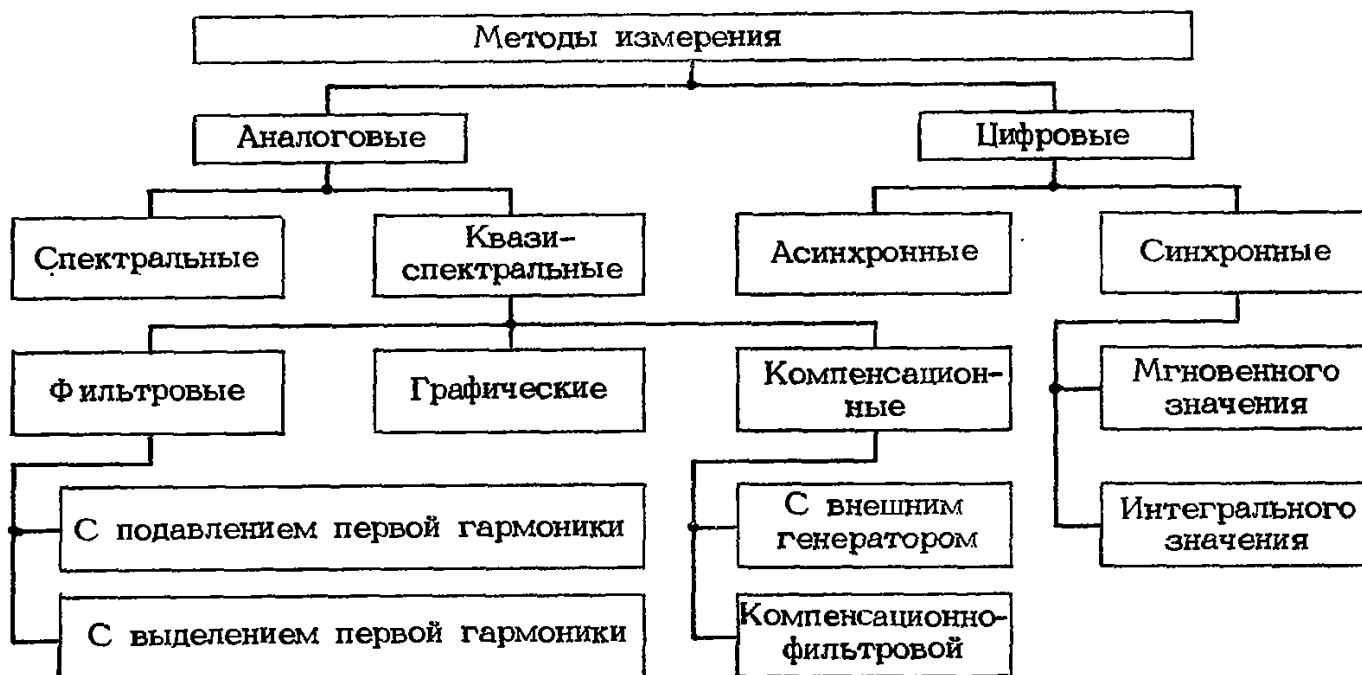 Методы измерения
Аналоговые
Цифровые
Спектральные
Квази-
спектральные
Асинхронные
Синхронные
Фильтровые
Графические
Компенсацион-
ные
Мгновенного
значения
С подавлением первой гармоники
С внешним
генератором
Интегрального
значения
С выделением первой гармоники
Компенсационно-
фильтровой